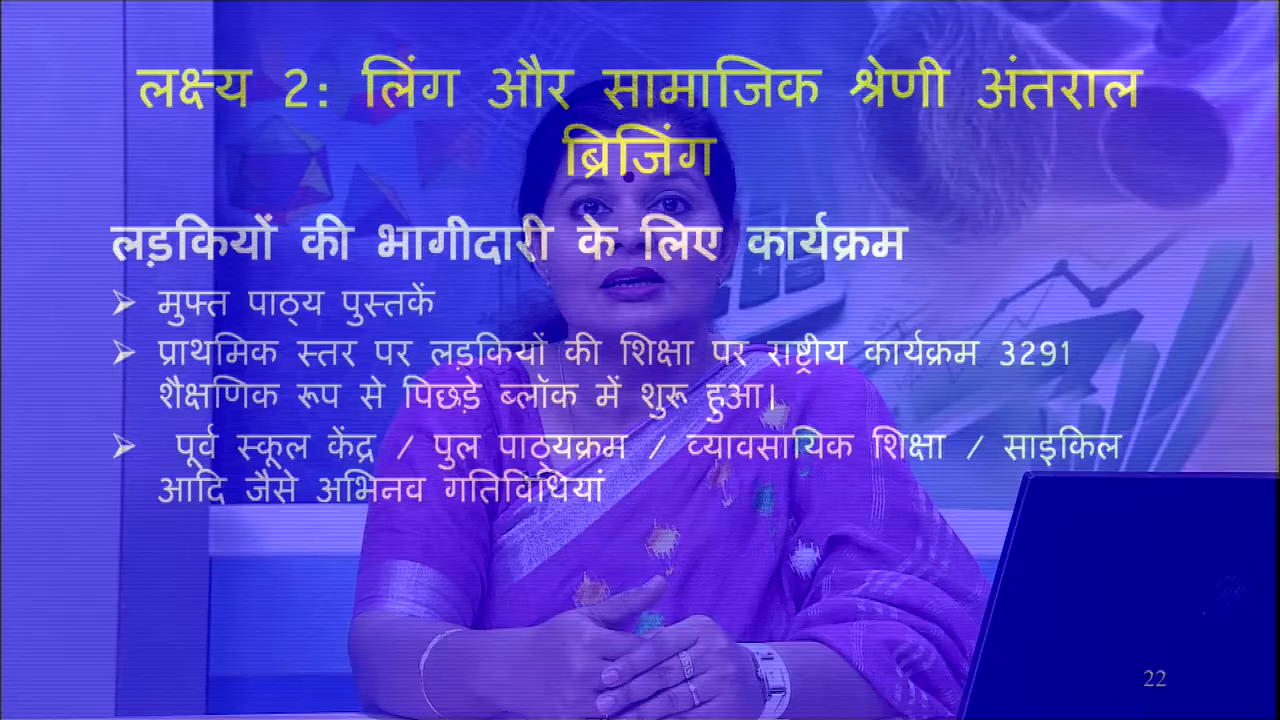 लक्ष्य 2: लिंग और सामाजिक श्रेणी अंतराल
ब्रिजिंग
लड़कियों की भागीदारी के लिए कार्यक्रम
➢ मुफ्त पाठ्य पुस्तकें
➢ प्राथमिक स्तर पर लड़कियों की शिक्षा पर राष्ट्रीय कार्यक्रम 3291
शैक्षणिक रूप से पिछड़े ब्लॉक में शुरू हुआ।
➢ पूर्व स्कूल केंद्र / पुल पाठ्यक्रम / व्यावसायिक शिक्षा / साइकिल
आदि जैसे अभिनव गतिविधियां
22